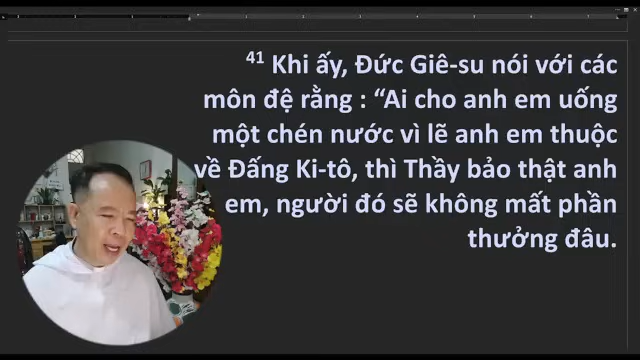 41 Khi ấy, Đức Giê-su nói với các
môn đệ rằng : “Ai cho anh em uống
một chén nước vì lẽ anh em thuộc
về Đấng Ki-tô, thì Thầy bảo thật anh
em, người đó sẽ không mất phần
thưởng đâu.